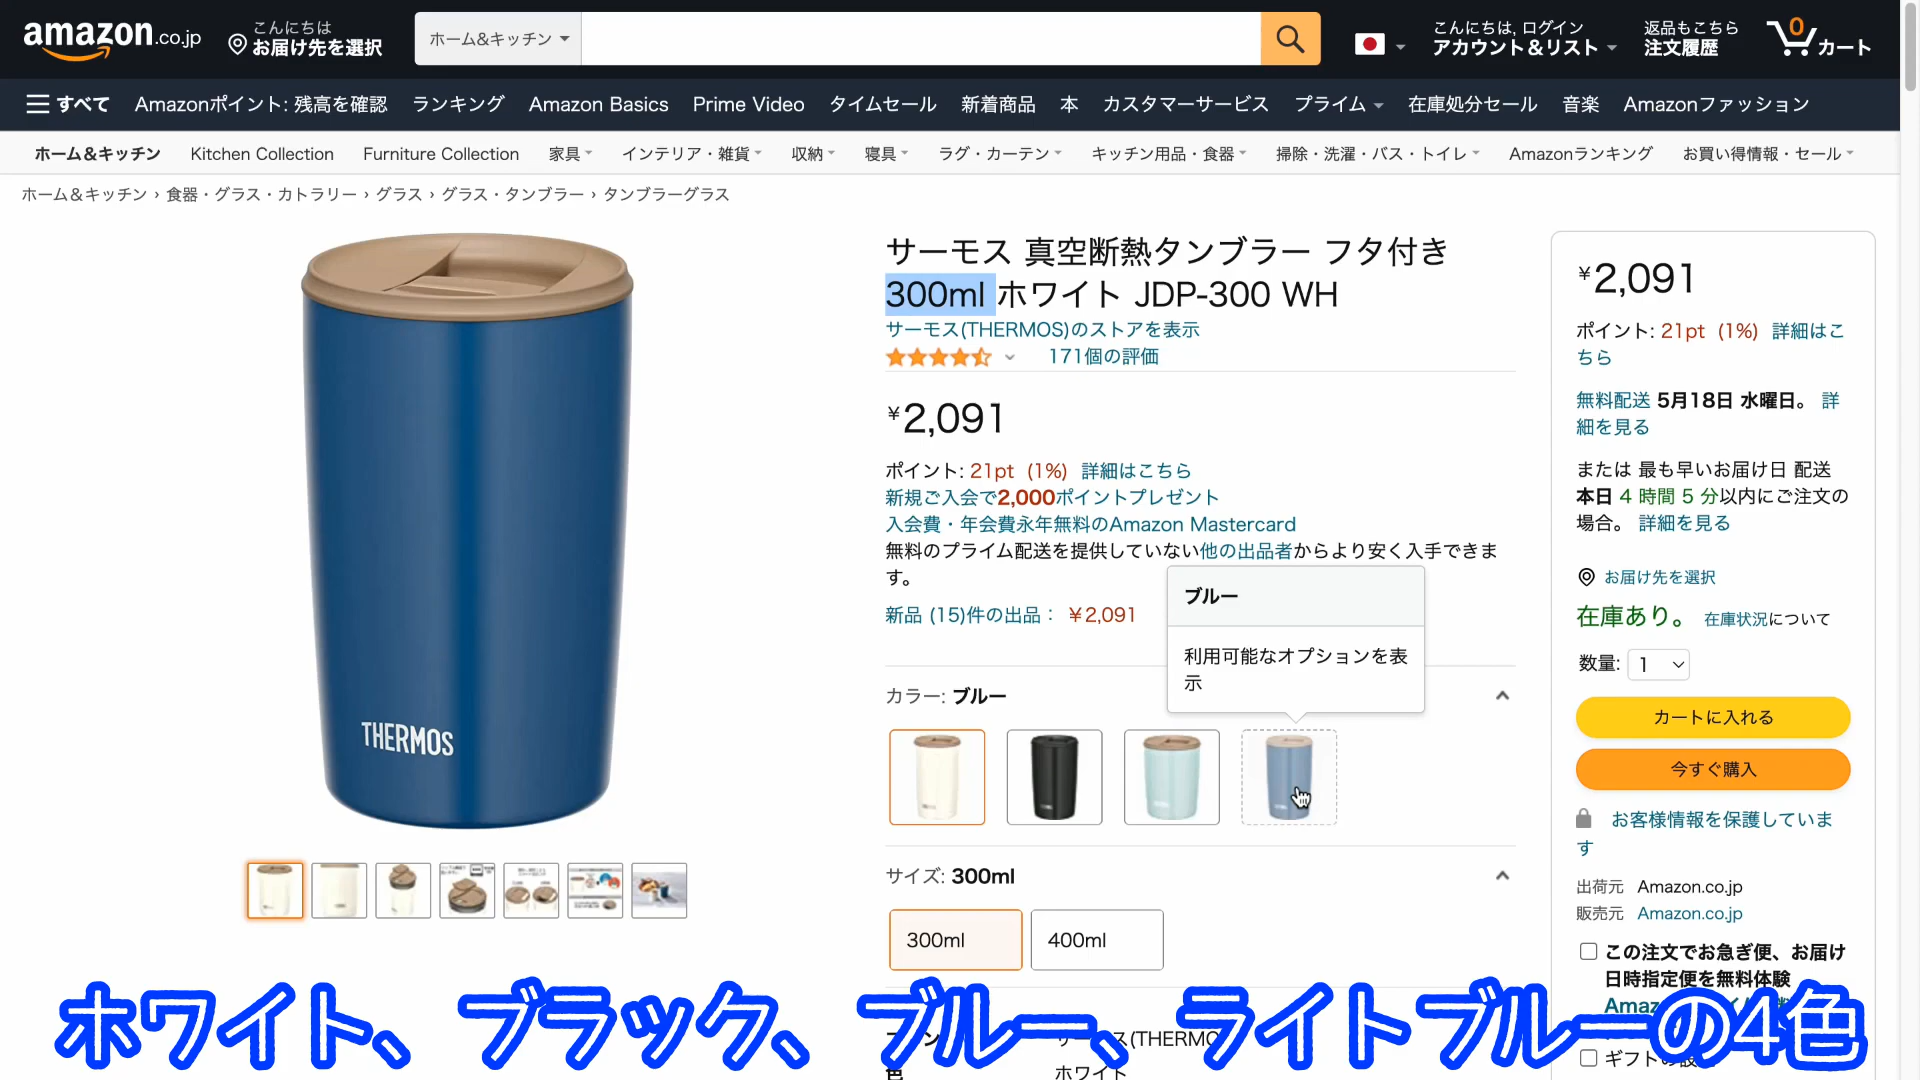 amazon.co.jp
こんにちは
お届け先を選択
ホーム&キッチン
こんにちは, ログイン
アカウント&リスト
返品もこちら
注文履歴
0
カート
すべて
Amazonポイント: 残高を確認
ランキング
Amazon Basics
Prime Video
タイムセール
新着商品
本
カスタマーサービス
プライム
在庫処分セール
音楽
Amazonファッション
ホーム&キッチン
Kitchen Collection
Furniture Collection
家具
インテリア・雑貨
収納
寝具
ラグ・カーテン
キッチン用品・食器
掃除・洗濯・バス・トイレ
Amazonランキング
お買い得情報・セール
ホーム&キッチン › 食器・グラス・カトラリー › グラス › グラス・タンブラー › タンブラーグラス
THERMOS
サーモス 真空断熱タンブラー フタ付き
300ml ホワイト JDP-300 WH
サーモス(THERMOS)のストアを表示
171個の評価
¥2,091
ポイント: 21pt (1%) 詳細はこちら
新規ご入会で2,000ポイントプレゼント
入会費・年会費永年無料のAmazon Mastercard
無料のプライム配送を提供していない他の出品者からより安く入手できま
す。
新品 (15)件の出品： ￥2,091
ブルー
利用可能なオプションを表
示
カラー: ブルー
サイズ: 300ml
300ml
400ml
(THERMO
色
ホワイト
¥2,091
ポイント: 21pt (1%) 詳細はこ
ちら
無料配送 5月18日 水曜日。 詳
細を見る
または 最も早いお届け日 配送
本日 4 時間 5 分以内にご注文の
場合。 詳細を見る
お届け先を選択
在庫あり。 在庫状況について
数量: 1
カートに入れる
今すぐ購入
お客様情報を保護していま
す
出荷元 Amazon.co.jp
販売元 Amazon.co.jp
この注文でお急ぎ便、お届け
日時指定便を無料体験
Amaz
ギフト
ホワイト、ブラック、ブルー、ライトブルーの4色